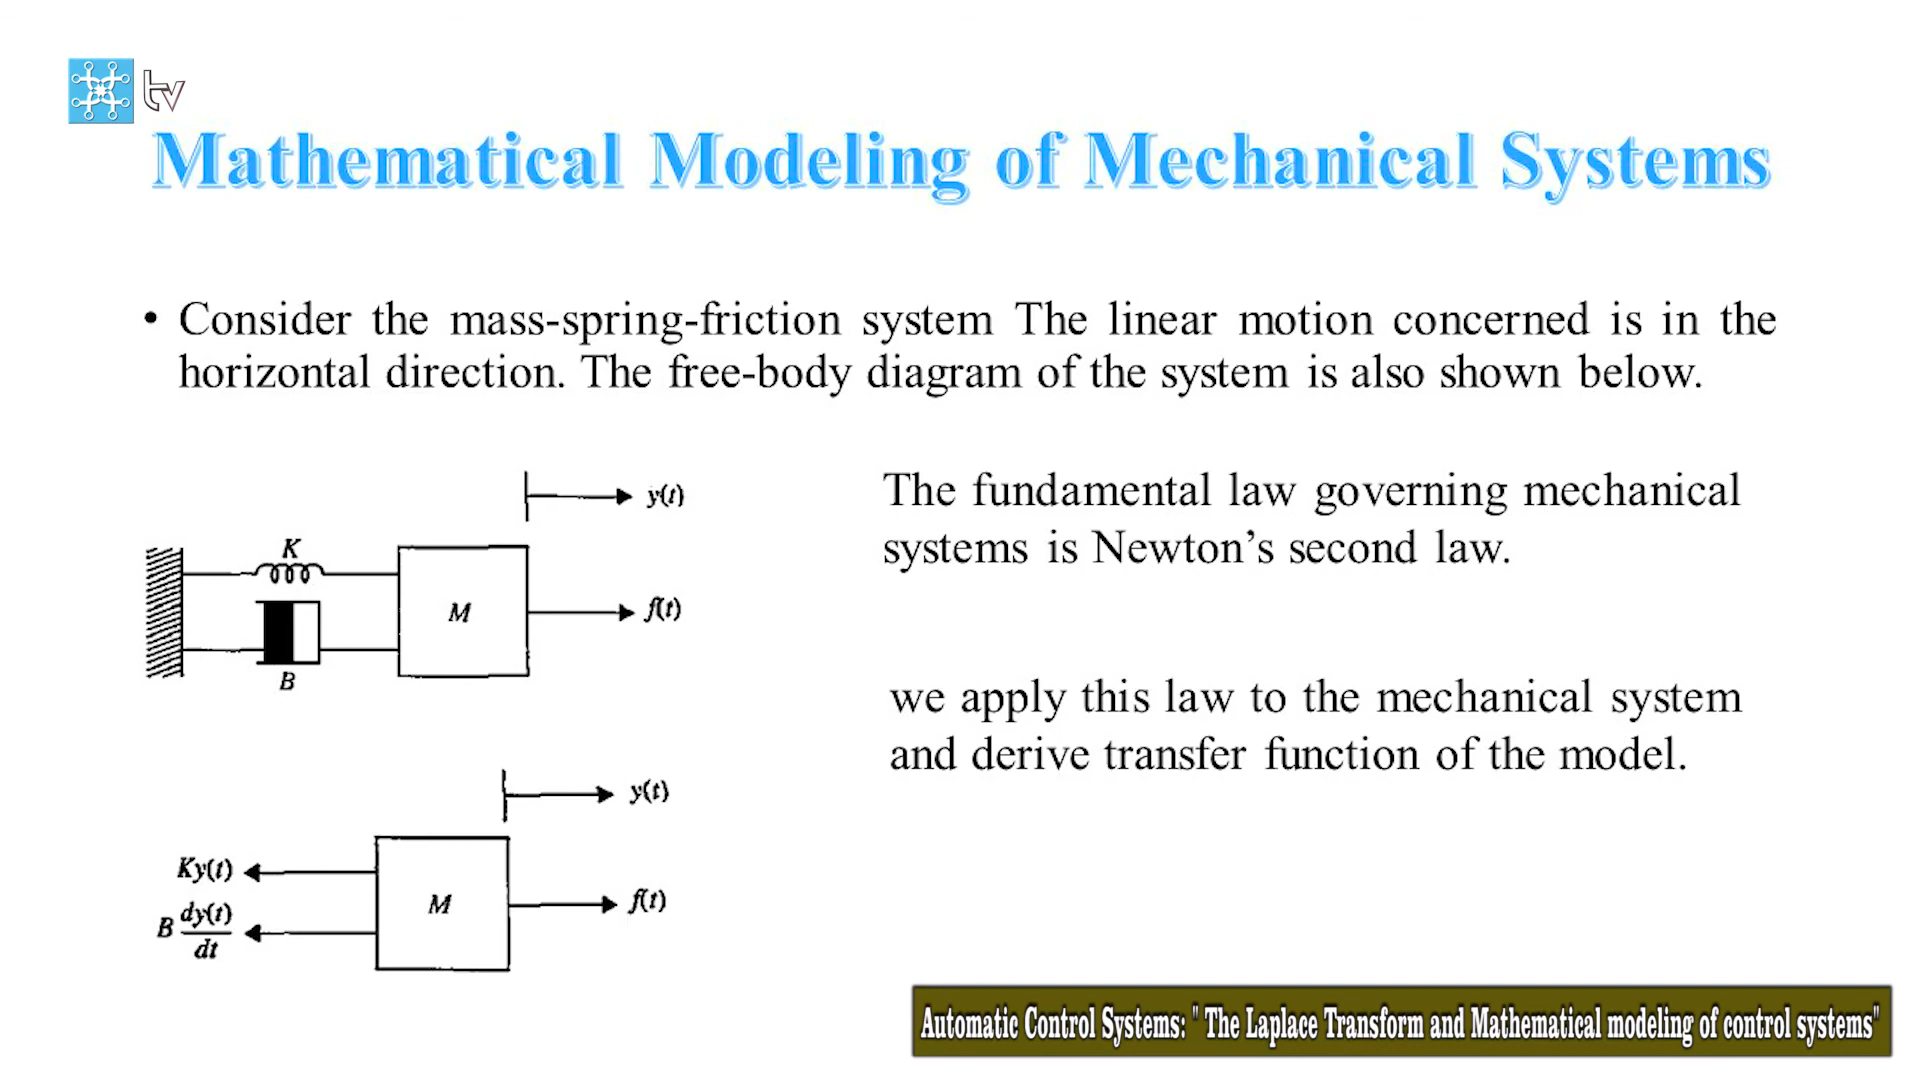 tv
Mathematical Modeling of Mechanical Systems
• Consider the mass-spring-friction system The linear motion concerned is in the
horizontal direction. The free-body diagram of the system is also shown below.
The fundamental law governing mechanical
systems is Newton’s second law.
we apply this law to the mechanical system
and derive transfer function of the model.
y(t)
K
M
f(t)
B
y(t)
Ky(t)
M
f(t)
B dy(t)/dt
Automatic Control Systems: " The Laplace Transform and Mathematical modeling of control systems"